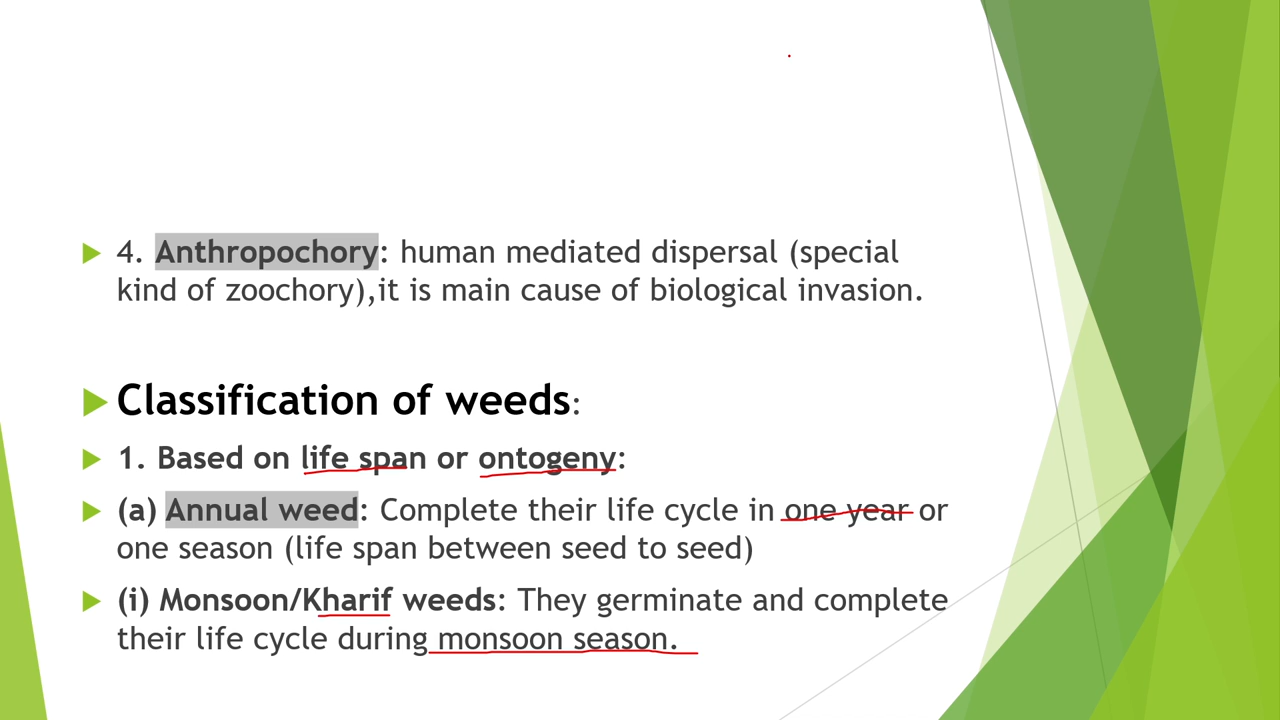 4. Anthropochory: human mediated dispersal (special
kind of zoochory),it is main cause of biological invasion.
Classification of weeds:
1. Based on life span or ontogeny:
(a) Annual weed: Complete their life cycle in one year or
one season (life span between seed to seed)
(i) Monsoon/Kharif weeds: They germinate and complete
their life cycle during monsoon season.